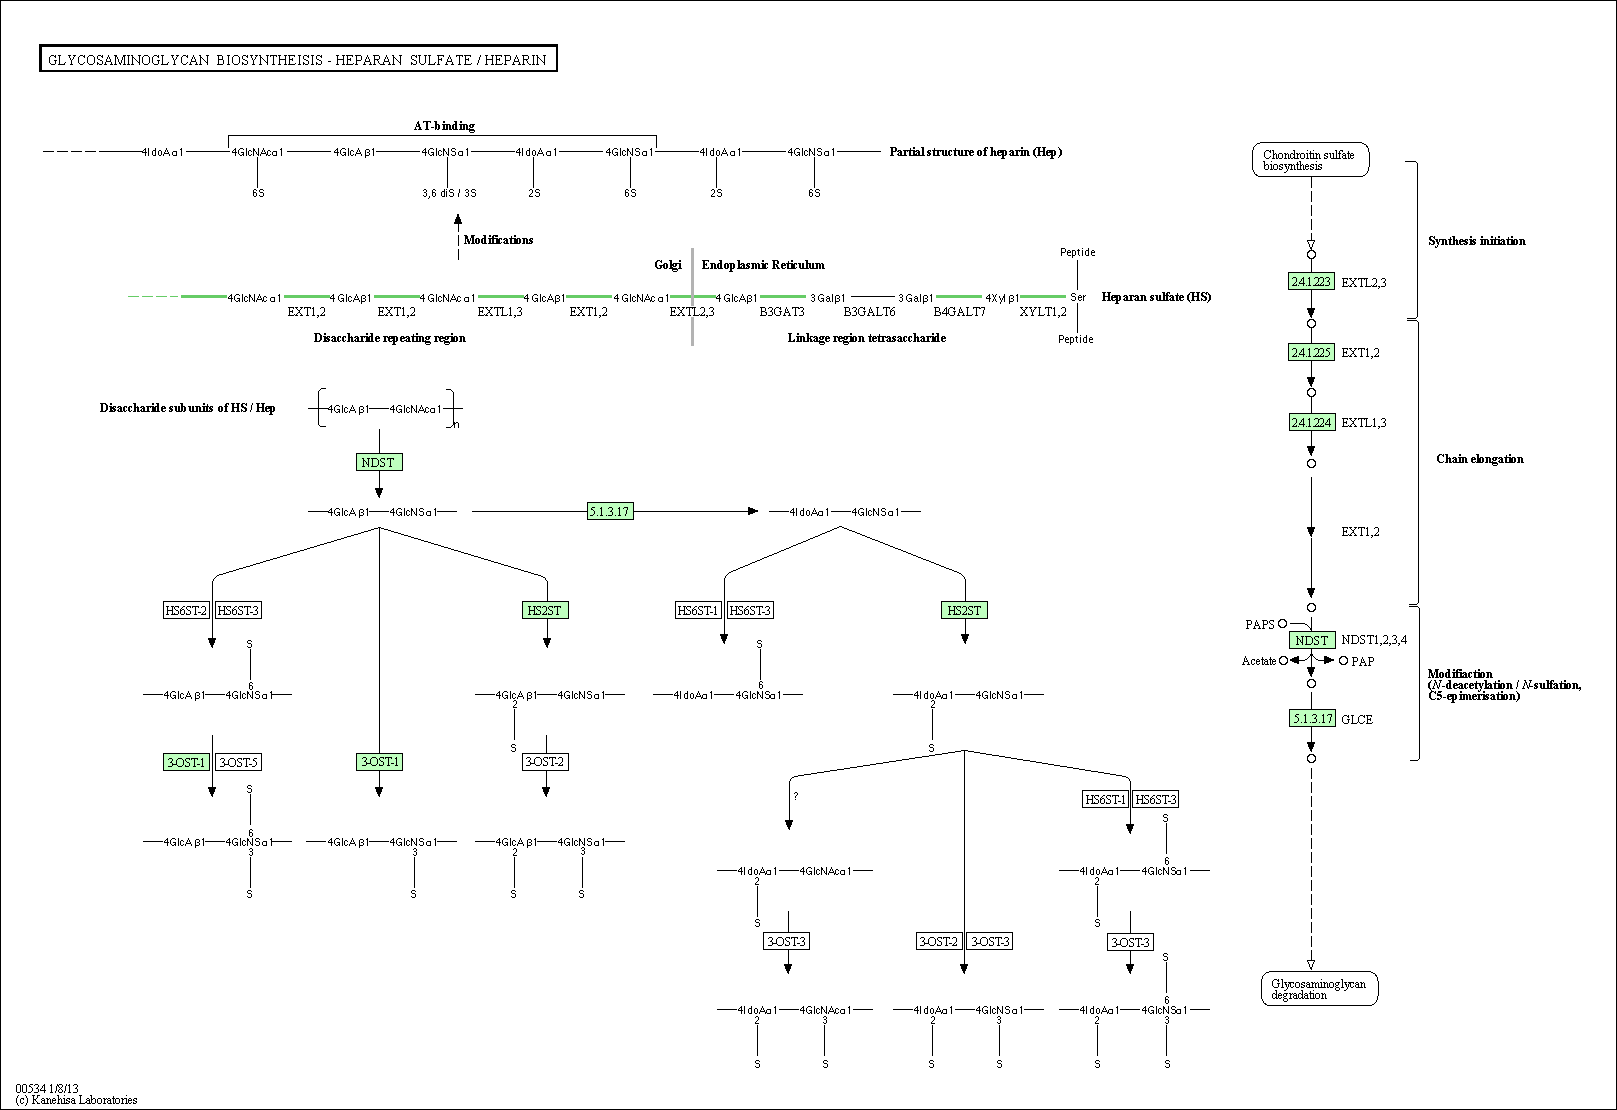 GLYCOSAMINOGLYCAN BIOSYNTHEISIS - HEPARAN SULFATE / HEPARIN
AT-binding
4IdoAα1 4GlcNAcα1 4GlcAβ1 4GlcNSα1 4IdoAα1 4GlcNSα1 4IdoAα1 4GlcNSα1 Partial structure of heparin (Hep)
6S 3,6 diS / 3S 2S 6S 2S 6S
Modifications
Golgi Endoplasmic Reticulum
Peptide
4GlcNAcα1 4GlcAβ1 4GlcNAcα1 4GlcAβ1 4GlcNAcα1 4GlcAβ1 3Galβ1 3Galβ1 4Xylβ1 Ser Heparan sulfate (HS)
EXT1,2 EXT1,2 EXTL1,3 EXT1,2 EXTL2,3 B3GAT3 B3GALT6 B4GALT7 XYLT1,2
Disaccharide repeating region Linkage region tetrasaccharide
Peptide
Disaccharide subunits of HS / Hep 4GlcAβ1 4GlcNAcα1 n
NDST
4GlcAβ1 4GlcNSα1 5.1.3.17 4IdoAα1 4GlcNSα1
HS6ST-2 HS6ST-3 HS2ST HS6ST-1 HS6ST-3 HS2ST
S S
6 6
4GlcAβ1 4GlcNSα1 4GlcAβ1 4GlcNSα1 4IdoAα1 4GlcNSα1 4IdoAα1 4GlcNSα1
2 2
S S
3-OST-1 3-OST-5 3-OST-1 3-OST-2
S
6
4GlcAβ1 4GlcNSα1 4GlcAβ1 4GlcNSα1 4GlcAβ1 4GlcNSα1
3 3 2 3
S S S S
? HS6ST-1 HS6ST-3
S
6
4IdoAα1 4GlcNAcα1 4IdoAα1 4GlcNSα1
2 2
S S
3-OST-3 3-OST-2 3-OST-3 3-OST-3
S
6
4IdoAα1 4GlcNAcα1 4IdoAα1 4GlcNSα1 4IdoAα1 4GlcNSα1
2 3 2 3 2 3
S S S S S S
Chondroitin sulfate
biosynthesis
Synthesis initiation
2.4.1.223 EXTL2,3
2.4.1.225 EXT1,2
2.4.1.224 EXTL1,3
Chain elongation
EXT1,2
PAPS
NDST NDST1,2,3,4
Acetate PAP
Modifiaction
(N-deacetylation / N-sulfation,
C5-epimerisation)
5.1.3.17 GLCE
Glycosaminoglycan
degradation
00534 1/8/13
(c) Kanehisa Laboratories